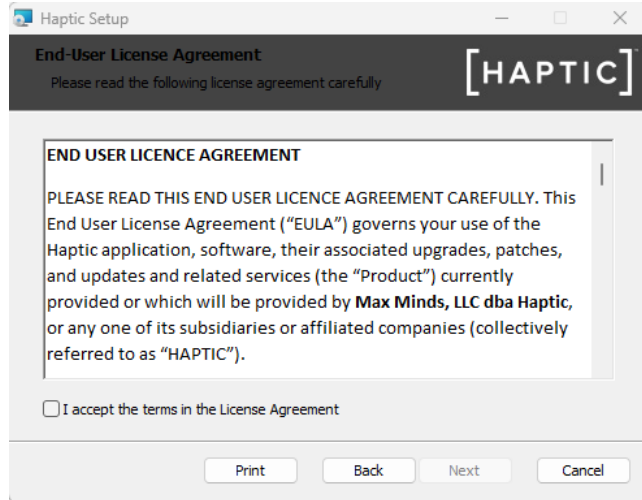 Haptic Setup
End-User License Agreement
Please read the following license agreement carefully
[HAPTIC]
END USER LICENCE AGREEMENT
PLEASE READ THIS END USER LICENCE AGREEMENT CAREFULLY. This
End User License Agreement (“EULA”) governs your use of the
Haptic application, software, their associated upgrades, patches,
and updates and related services (the “Product”) currently
provided or which will be provided by Max Minds, LLC dba Haptic,
or any one of its subsidiaries or affiliated companies (collectively
referred to as “HAPTIC”).
I accept the terms in the License Agreement
Print Back Next Cancel